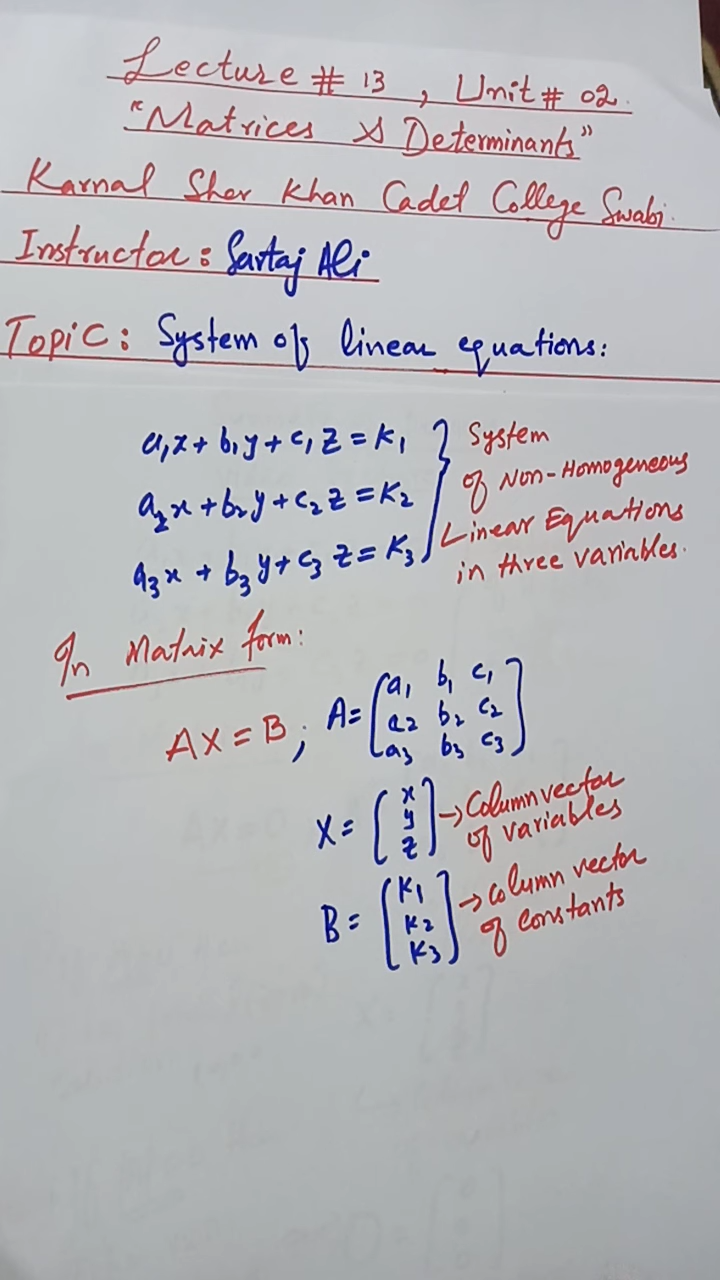 Lecture # 13, Unit # 02.
"Matrices & Determinants"
Karnal Sher Khan Cadet College Swabi.
Instructor: Sartaj Ali
Topic: System of linear equations:
a₁x + b₁y + c₁z = K₁
a₂x + b₂y + c₂z = K₂
a₃x + b₃y + c₃z = K₃
System
of Non-Homogeneous
Linear Equations
in three variables.
In Matrix form:
AX = B; A = [a₁ b₁ c₁
a₂ b₂ c₂
a₃ b₃ c₃]
X = [x
y
z] → Column vector
of variables
B = [K₁
K₂
K₃] → column vector
of constants